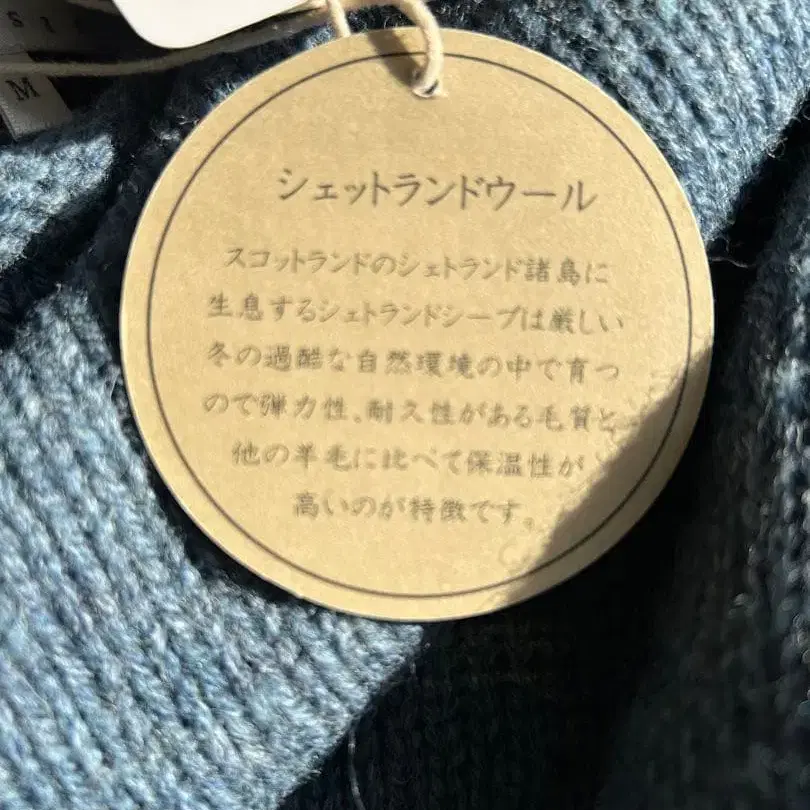 S 1
M
シェットランドウール
スコットランドのシェトランド諸島に
生息するシェトランドシープは厳しい
冬の過酷な自然環境の中で育つ
ので弾力性、耐久性がある毛質と
他の羊毛に比べて保温性が
高いのが特徴です。